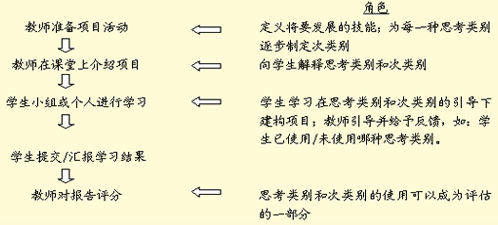 角色
教师准备项目活动
定义将要发展的技能；为每一种思考类别
逐步制定次类别
教师在课堂上介绍项目
向学生解释思考类别和次类别
学生小组或个人进行学习
学生学习在思考类别和次类别的引导下
建构项目；教师引导并给予反馈，如：学
生已使用/未使用哪种思考类别。
学生提交/汇报学习结果
教师对报告评分
思考类别和次类别的使用可以成为评估
的一部分